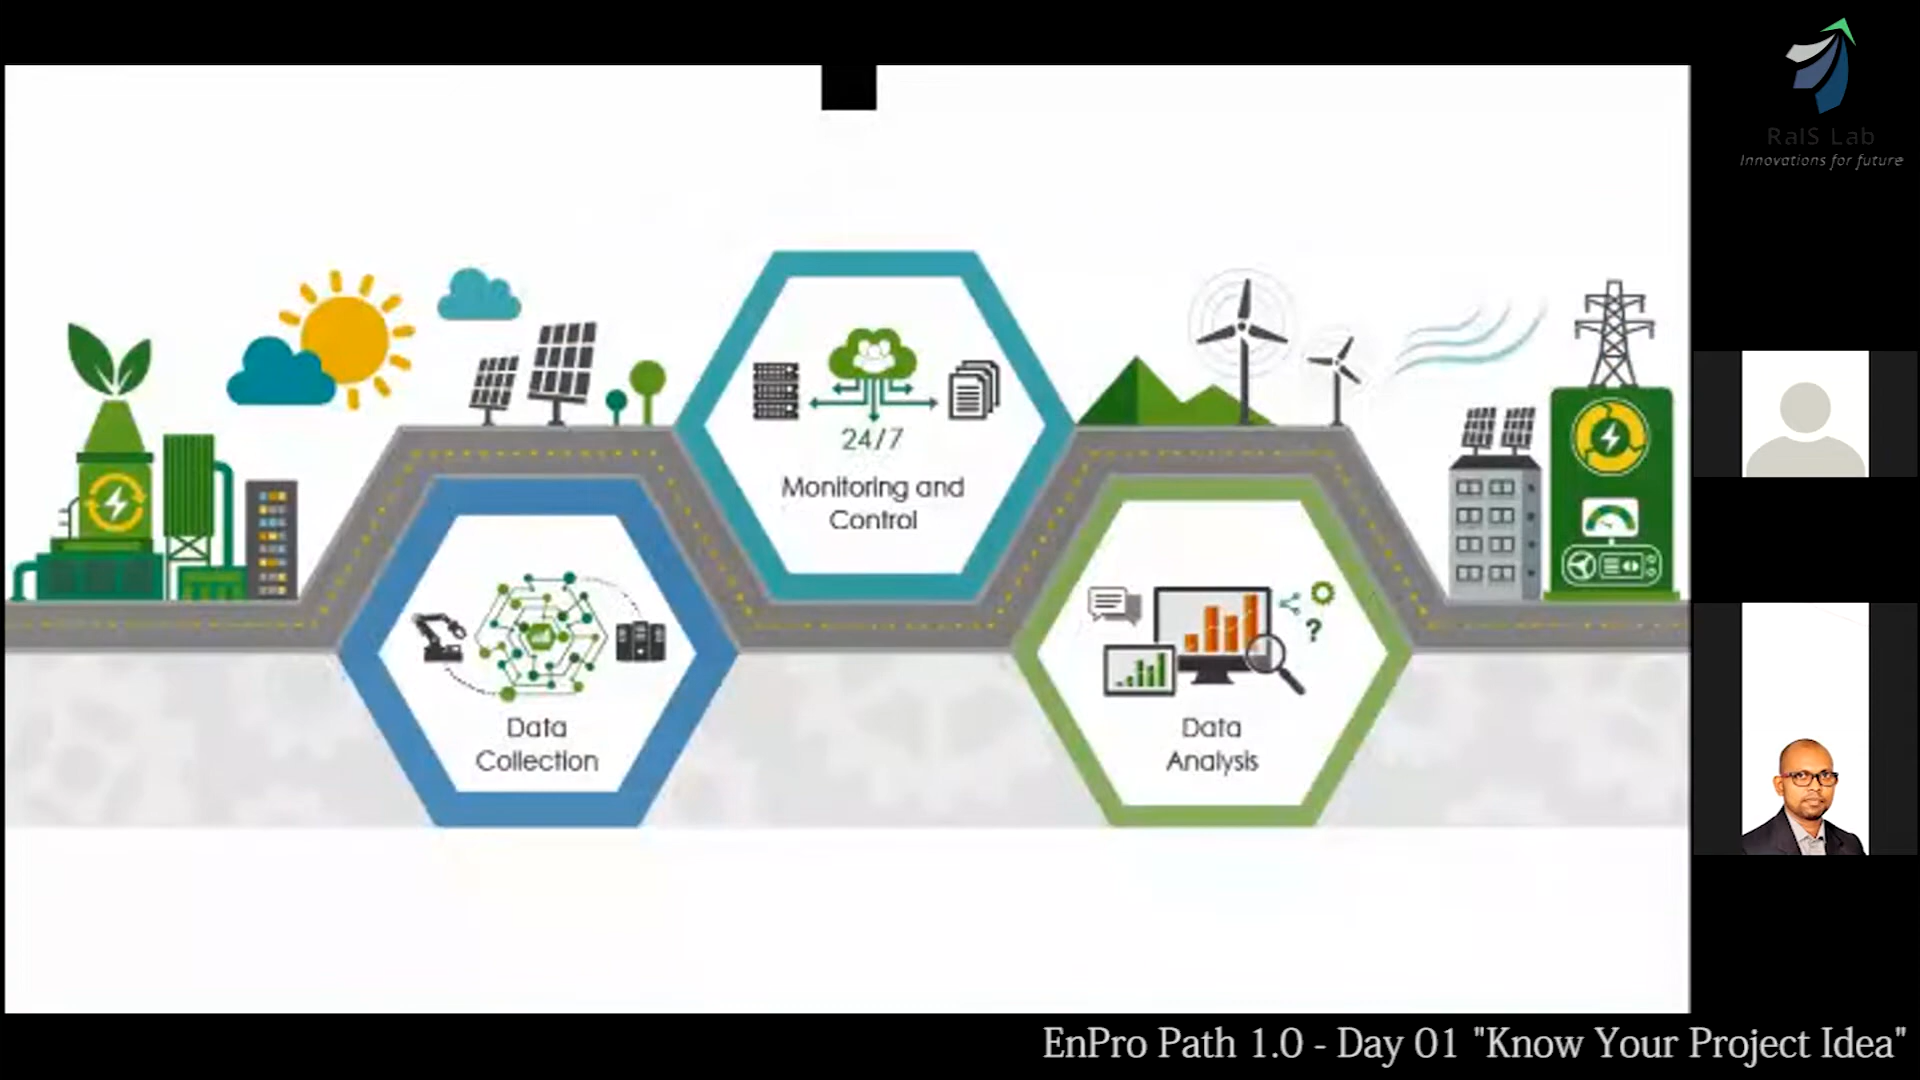 RaIS Lab
Innovations for future
24/7
Monitoring and
Control
Data
Collection
?
Data
Analysis
EnPro Path 1.0 - Day 01 "Know Your Project Idea"